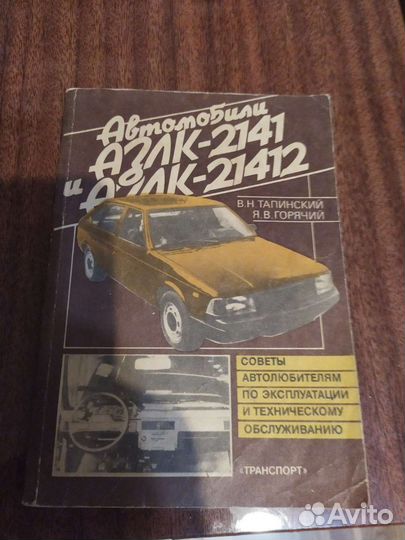 Автомобили
АЗЛК-2141
и АЗЛК-21412
В.Н.ТАПИНСКИЙ
Я.В.ГОРЯЧИЙ
СОВЕТЫ
АВТОЛЮБИТЕЛЯМ
ПО ЭКСПЛУАТАЦИИ
И ТЕХНИЧЕСКОМУ
ОБСЛУЖИВАНИЮ
«ТРАНСПОРТ»
Avito